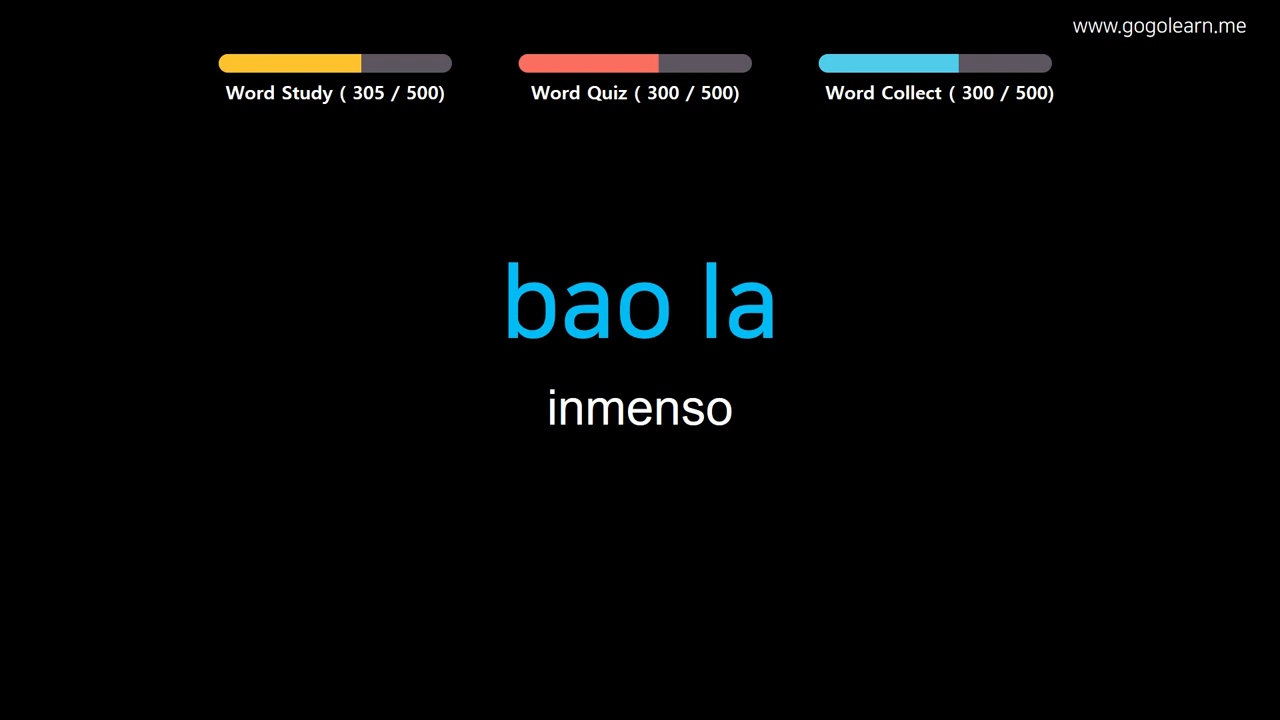 www.gogolearn.me
Word Study ( 305 / 500)
Word Quiz ( 300 / 500)
Word Collect ( 300 / 500)
bao la
inmenso